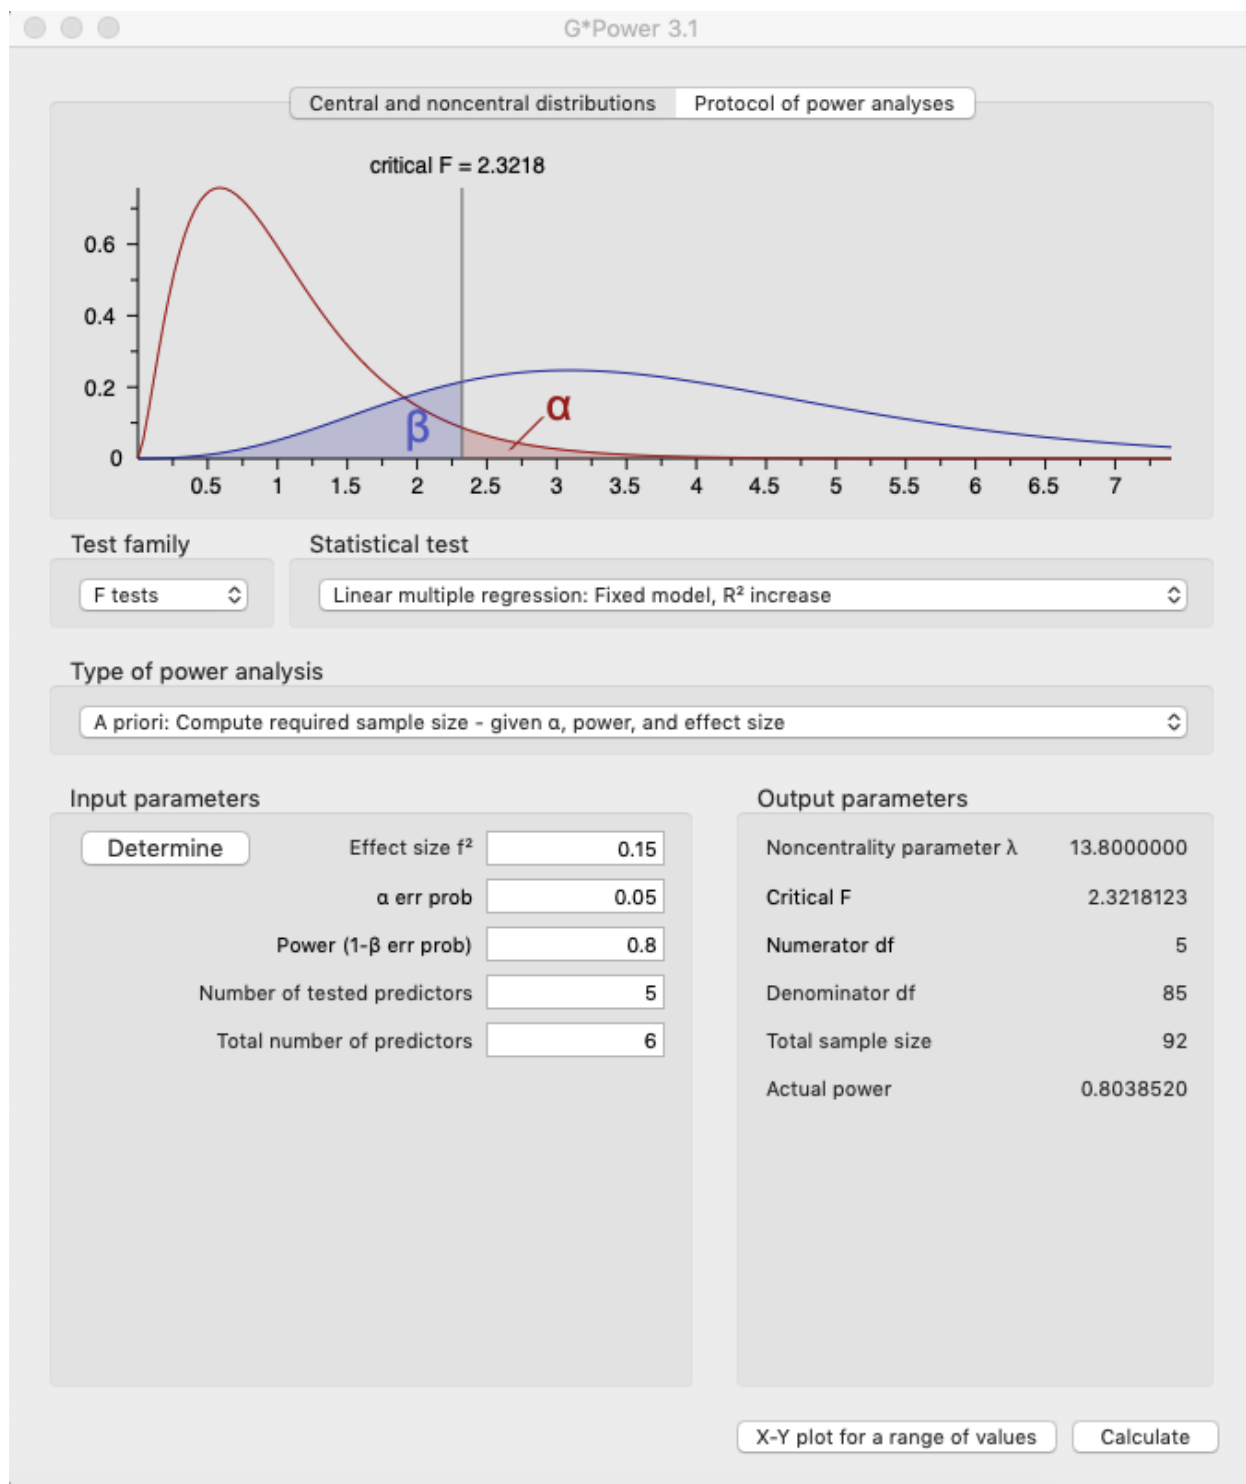 G*Power 3.1
Central and noncentral distributions Protocol of power analyses
critical F = 2.3218
0.6
0.4
0.2
0
β
α
0.5 1 1.5 2 2.5 3 3.5 4 4.5 5 5.5 6 6.5 7
Test family Statistical test
F tests Linear multiple regression: Fixed model, R² increase
Type of power analysis
A priori: Compute required sample size - given α, power, and effect size
Input parameters
Determine Effect size f² 0.15
α err prob 0.05
Power (1-β err prob) 0.8
Number of tested predictors 5
Total number of predictors 6
Output parameters
Noncentrality parameter λ 13.8000000
Critical F 2.3218123
Numerator df 5
Denominator df 85
Total sample size 92
Actual power 0.8038520
X-Y plot for a range of values Calculate